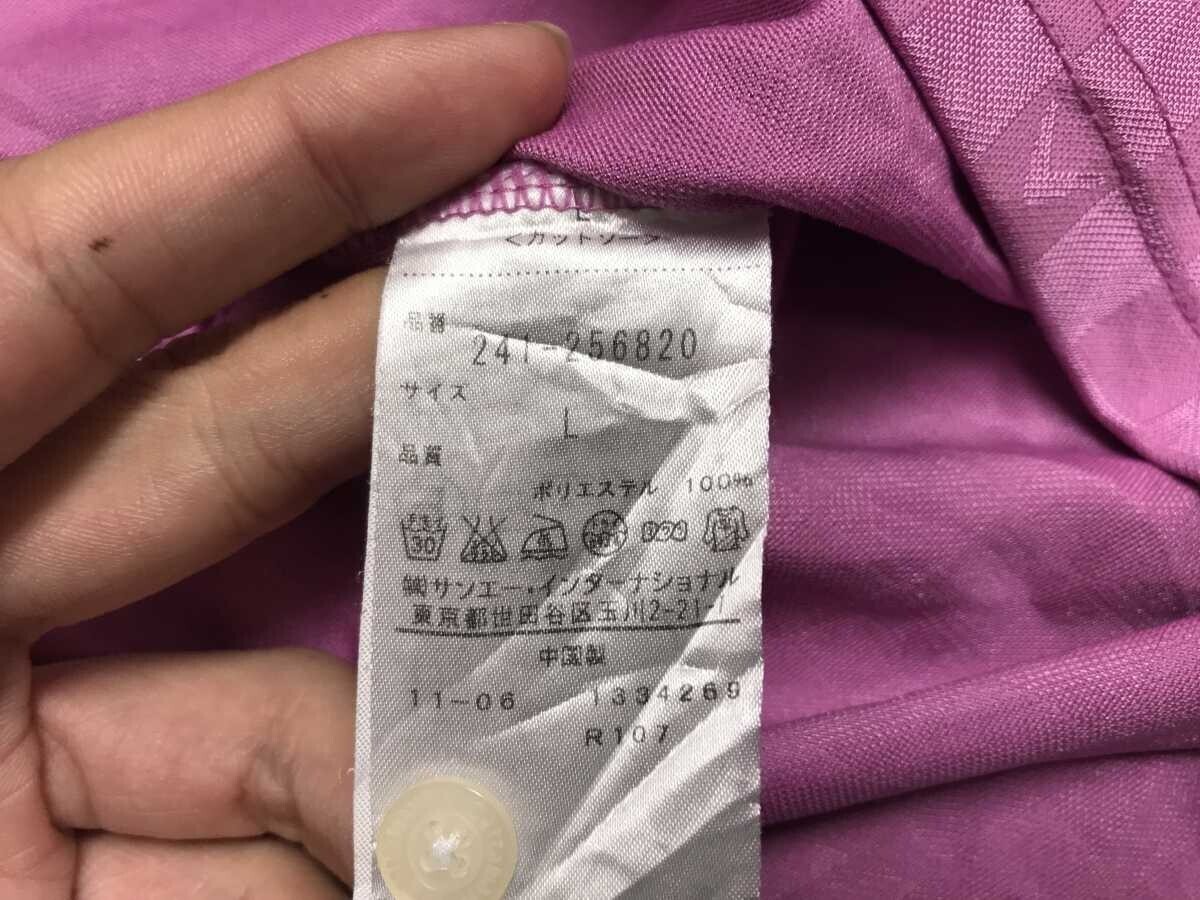 L
<カットソー>
品番
241-256820
サイズ
L
品質
ポリエステル 100%
30
㈱サンエー・インターナショナル
東京都世田谷区玉川2-21-1
中国製
11-06 1334269
R107